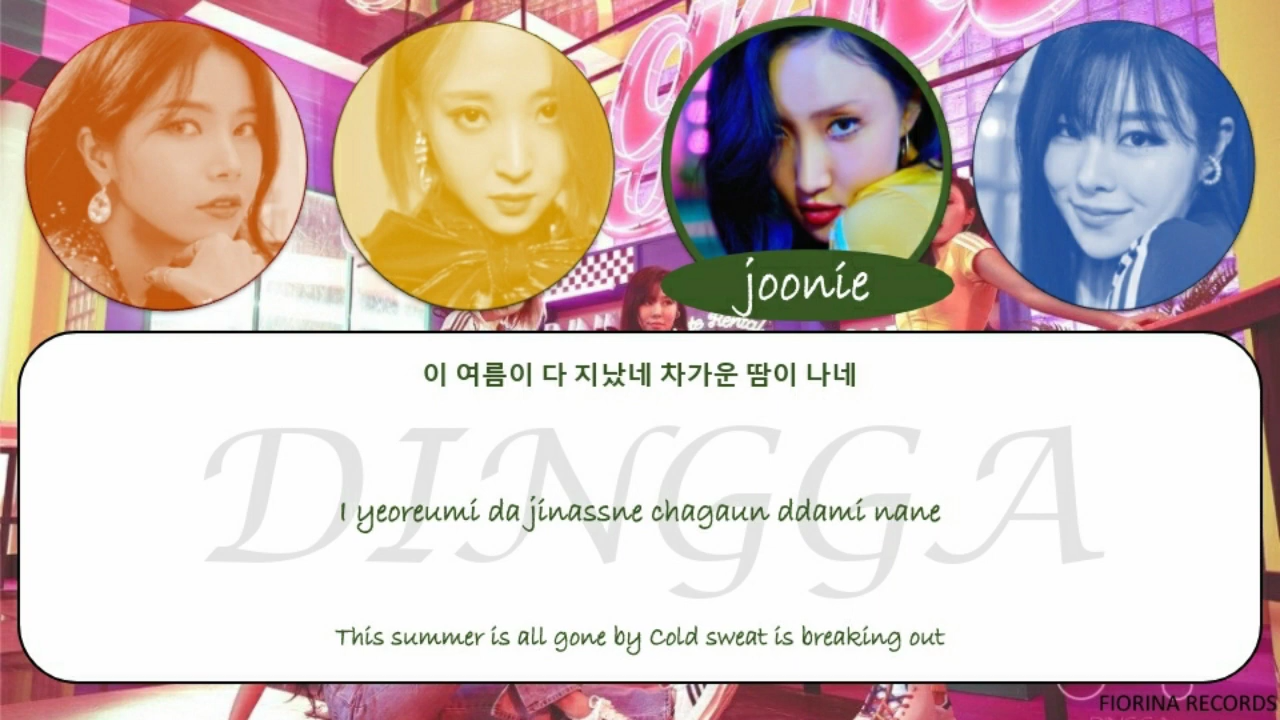 joonie
이 여름이 다 지났네 차가운 땀이 나네
DINGGA
I yeoreumi da jinassne chagaun ddami nane
This summer is all gone by Cold sweat is breaking out
FIORINA RECORDS